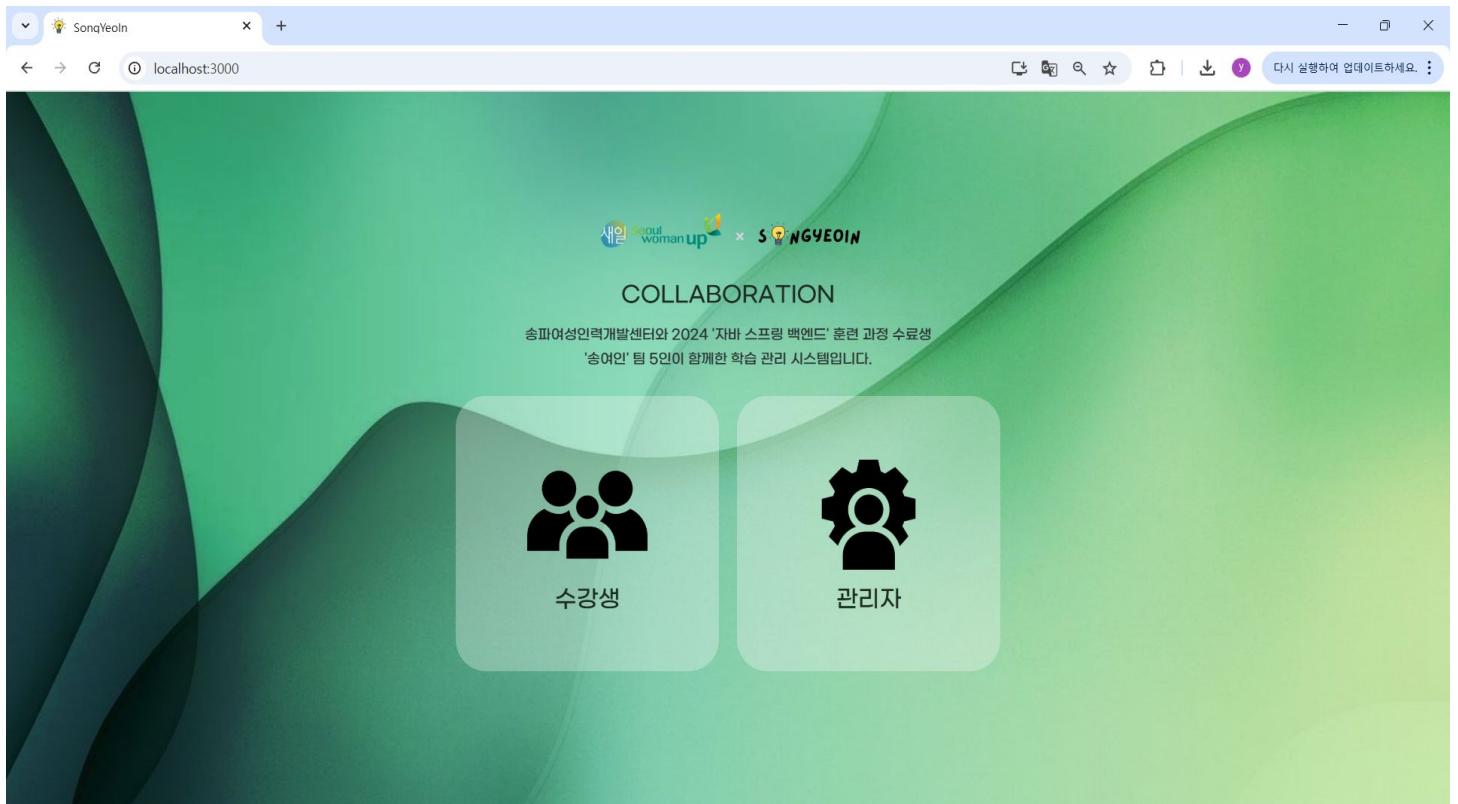 SongYeoIn
localhost:3000
다시 실행하여 업데이트하세요.
새일 Seoul woman up × SONGYEOIN
COLLABORATION
송파여성인력개발센터와 2024 '자바 스프링 백엔드' 훈련 과정 수료생
'송여인' 팀 5인이 함께한 학습 관리 시스템입니다.
수강생
관리자